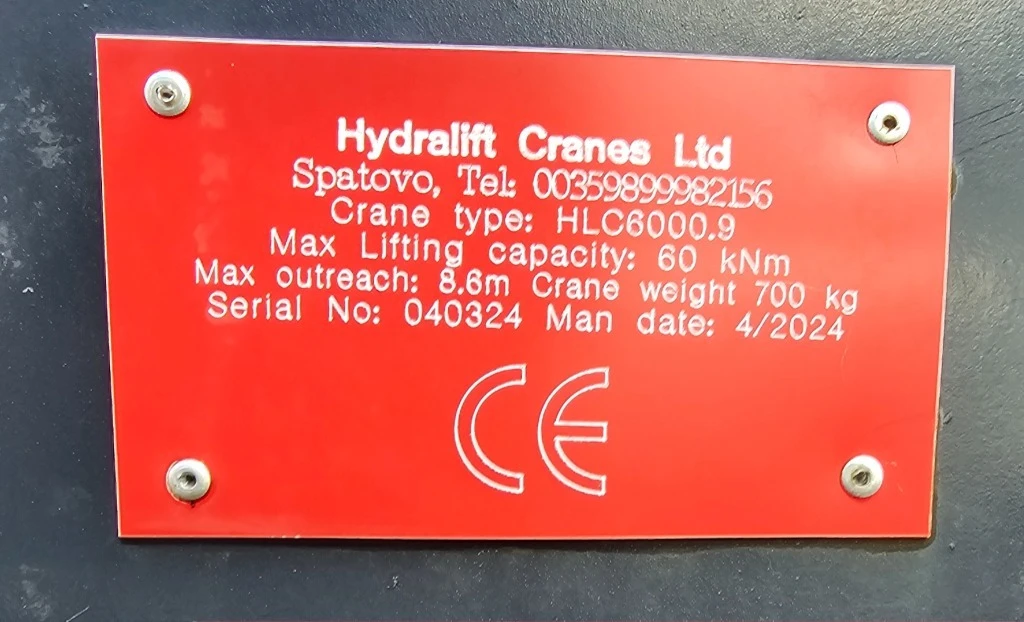 Hydralift Cranes Ltd
Spatovo, Tel: 00359899982156
Crane type: HLC6000.9
Max Lifting capacity: 60 kNm
Max outreach: 8.6m Crane weight 700 kg
Serial No: 040324 Man date: 4/2024
CE